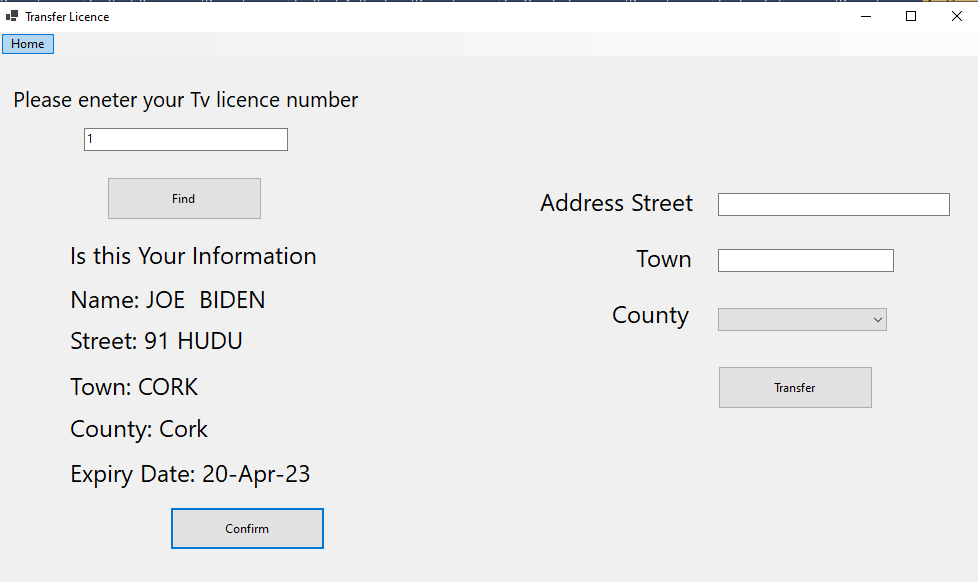 Transfer Licence
Home
Please eneter your Tv licence number
1
Find
Is this Your Information
Name: JOE  BIDEN
Street: 91 HUDU
Town: CORK
County: Cork
Expiry Date: 20-Apr-23
Confirm
Address Street
Town
County
Transfer